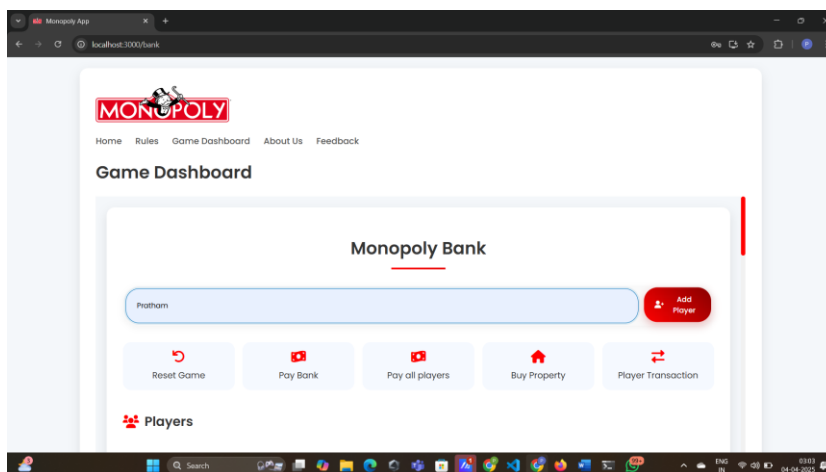 Monopoly App
localhost:3000/bank
P
MONOPOLY
Home Rules Game Dashboard About Us Feedback
Game Dashboard
Monopoly Bank
Pratham
Add
Player
Reset Game Pay Bank Pay all players Buy Property Player Transaction
Players
Search
99+
ENG
IN
03:03
04-04-2025